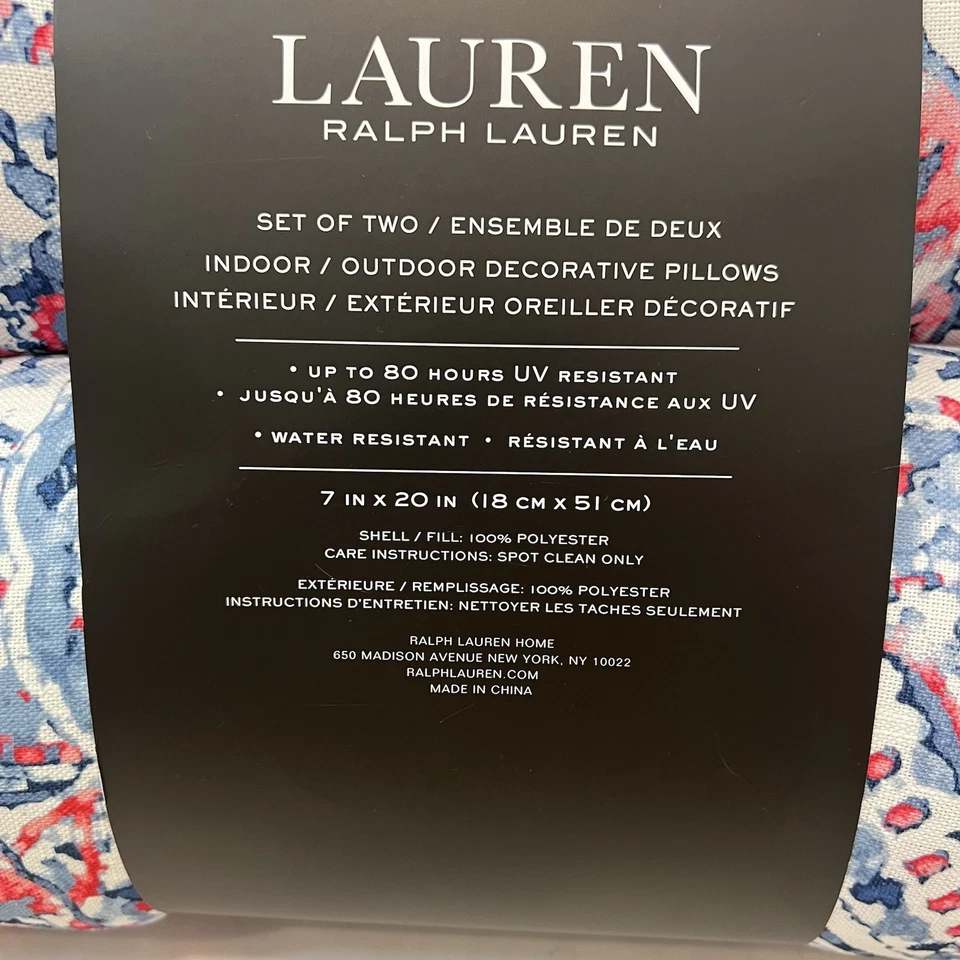 LAUREN
RALPH LAUREN
SET OF TWO / ENSEMBLE DE DEUX
INDOOR / OUTDOOR DECORATIVE PILLOWS
INTÉRIEUR / EXTÉRIEUR OREILLER DÉCORATIF
• UP TO 80 HOURS UV RESISTANT
• JUSQU'À 80 HEURES DE RÉSISTANCE AUX UV
• WATER RESISTANT • RÉSISTANT À L'EAU
7 IN X 20 IN (18 CM X 51 CM)
SHELL / FILL: 100% POLYESTER
CARE INSTRUCTIONS: SPOT CLEAN ONLY
EXTÉRIEURE / REMPLISSAGE: 100% POLYESTER
INSTRUCTIONS D'ENTRETIEN: NETTOYER LES TACHES SEULEMENT
RALPH LAUREN HOME
650 MADISON AVENUE NEW YORK, NY 10022
RALPHLAUREN.COM
MADE IN CHINA